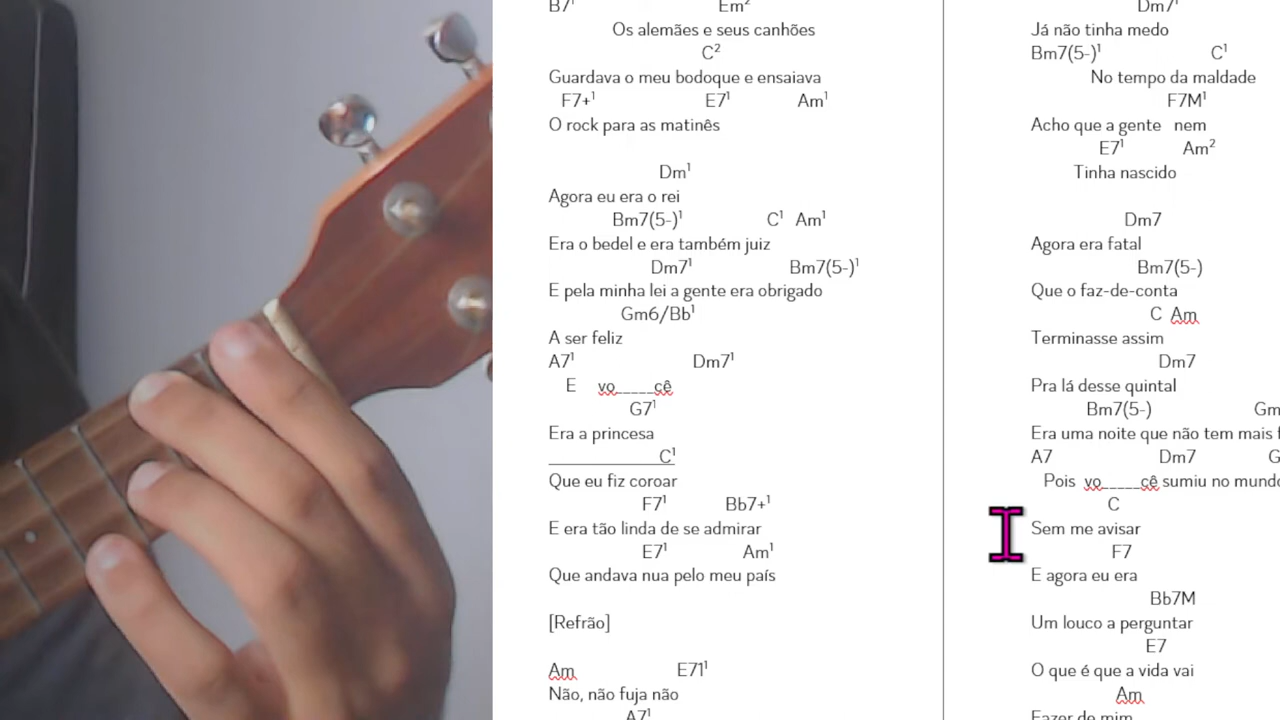 B7¹ Em²
Os alemães e seus canhões
C²
Guardava o meu bodoque e ensaiava
F7+¹ E7¹ Am¹
O rock para as matinês
Dm¹
Agora eu era o rei
Bm7(5-)¹ C¹ Am¹
Era o bedel e era também juiz
Dm7¹ Bm7(5-)¹
E pela minha lei a gente era obrigado
Gm6/Bb¹
A ser feliz
A7¹ Dm7¹
E vo_____cê
G7¹
Era a princesa
____________C¹
Que eu fiz coroar
F7¹ Bb7+¹
E era tão linda de se admirar
E7¹ Am¹
Que andava nua pelo meu país
[Refrão]
Am E71¹
Não, não fuja não
A7¹
Dm7¹
Já não tinha medo
Bm7(5-)¹ C¹
No tempo da maldade
F7M¹
Acho que a gente nem
E7¹ Am²
Tinha nascido
Dm7
Agora era fatal
Bm7(5-)
Que o faz-de-conta
C Am
Terminasse assim
Dm7
Pra lá desse quintal
Bm7(5-) Gm
Era uma noite que não tem mais f
A7 Dm7 G
Pois vo_____cê sumiu no mundo
C
Sem me avisar
F7
E agora eu era
Bb7M
Um louco a perguntar
E7
O que é que a vida vai
Am
Fazer de mim